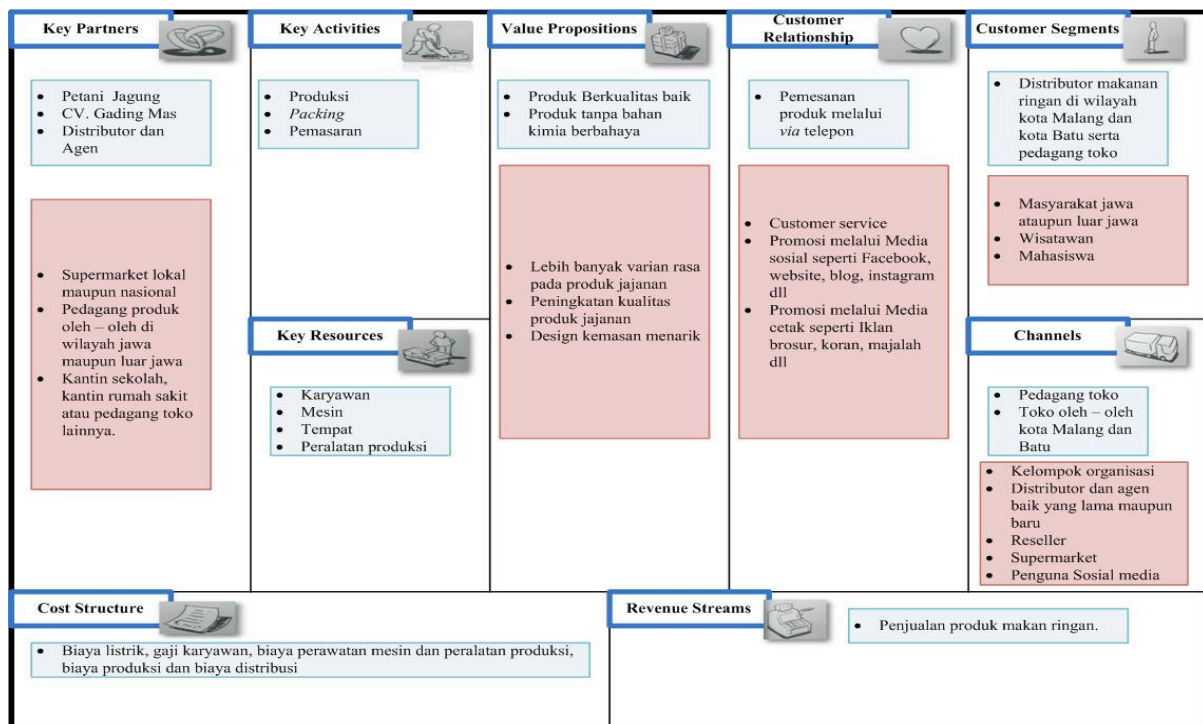 Key Partners
Petani Jagung
CV. Gading Mas
Distributor dan
Agen
Supermarket lokal
maupun nasional
Pedagang produk
oleh – oleh di
wilayah jawa
maupun luar jawa
Kantin sekolah,
kantin rumah sakit
atau pedagang toko
lainnya.
Key Activities
Produksi
Packing
Pemasaran
Key Resources
Karyawan
Mesin
Tempat
Peralatan produksi
Value Propositions
Produk Berkualitas baik
Produk tanpa bahan
kimia berbahaya
Lebih banyak varian rasa
pada produk jajanan
Peningkatan kualitas
produk jajanan
Design kemasan menarik
Customer
Relationship
Pemesanan
produk melalui
via telepon
Customer service
Promosi melalui Media
sosial seperti Facebook,
website, blog, instagram
dll
Promosi melalui Media
cetak seperti Iklan
brosur, koran, majalah
dll
Customer Segments
Distributor makanan
ringan di wilayah
kota Malang dan
kota Batu serta
pedagang toko
Masyarakat jawa
ataupun luar jawa
Wisatawan
Mahasiswa
Channels
Pedagang toko
Toko oleh – oleh
kota Malang dan
Batu
Kelompok organisasi
Distributor dan agen
baik yang lama maupun
baru
Reseller
Supermarket
Penguna Sosial media
Cost Structure
Biaya listrik, gaji karyawan, biaya perawatan mesin dan peralatan produksi,
biaya produksi dan biaya distribusi
Revenue Streams
Penjualan produk makan ringan.